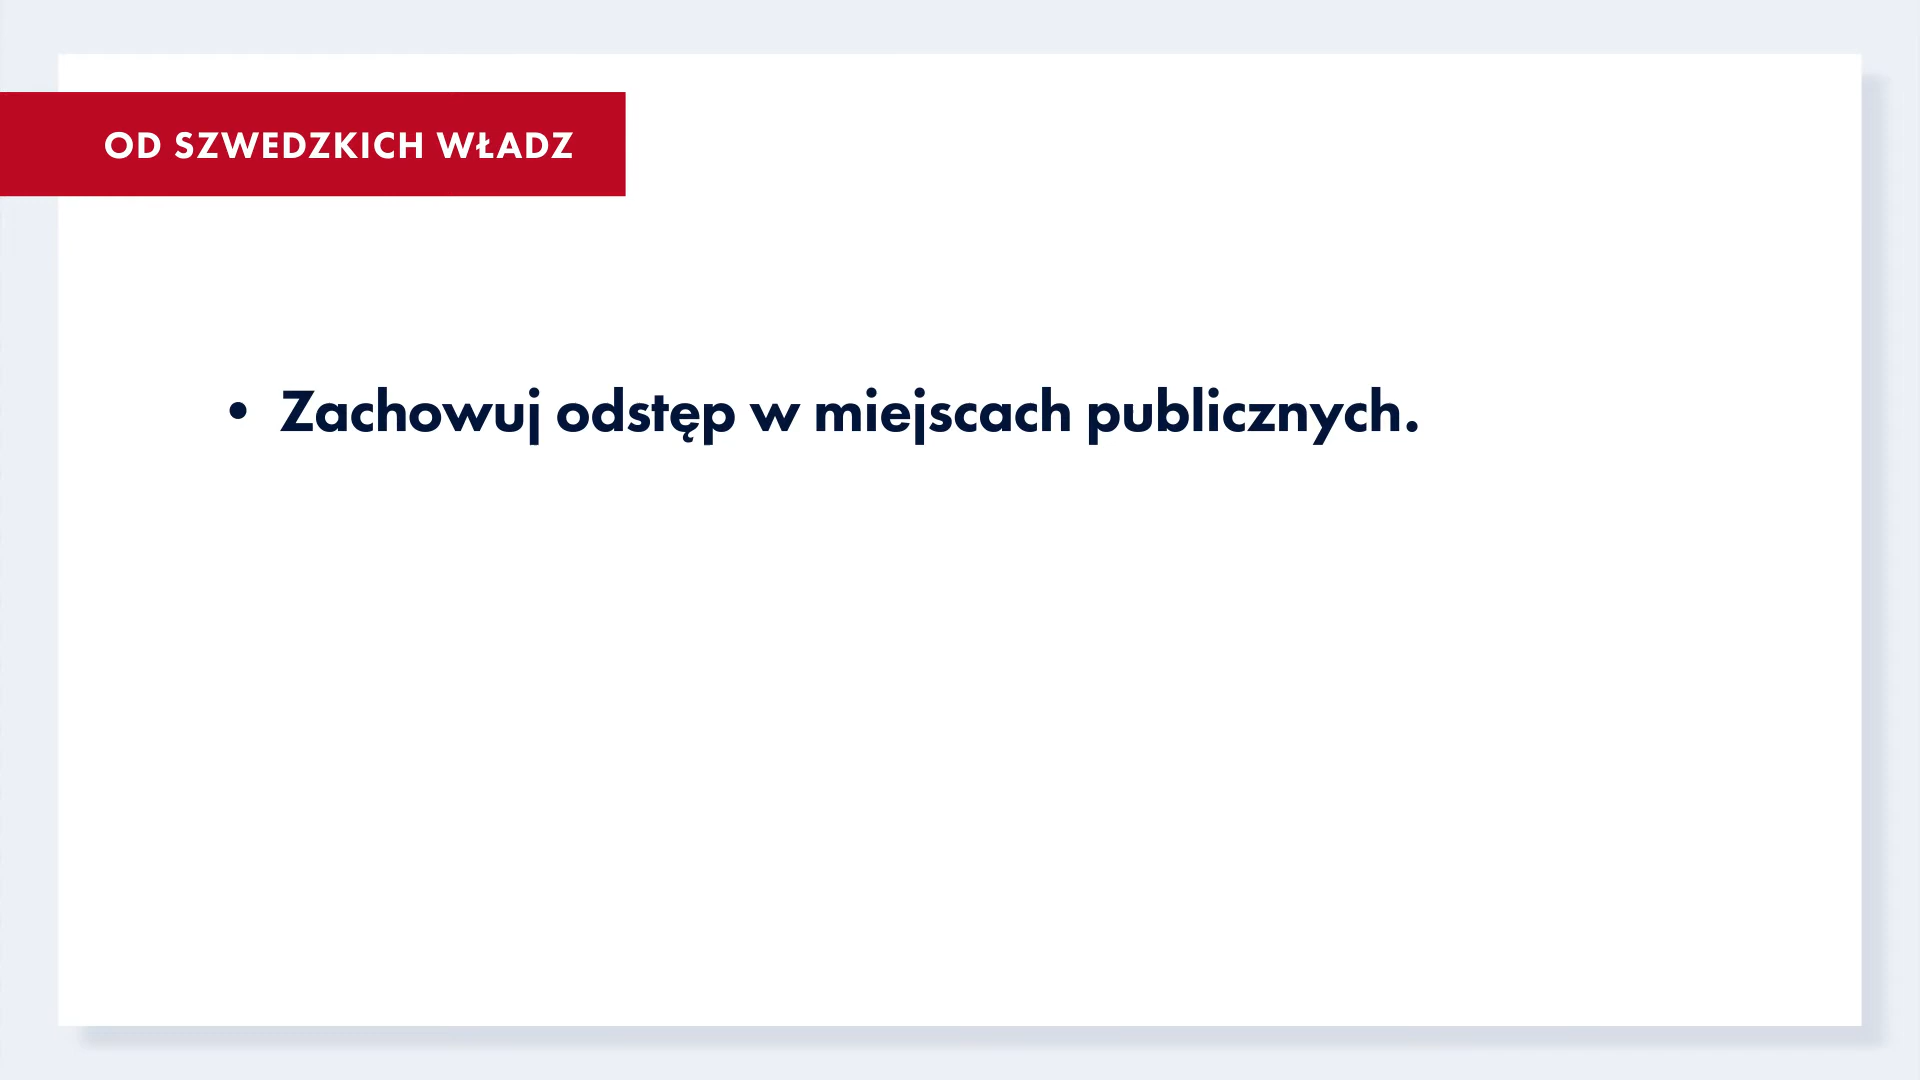 OD SZWEDZKICH WŁADZ
• Zachowuj odstęp w miejscach publicznych.